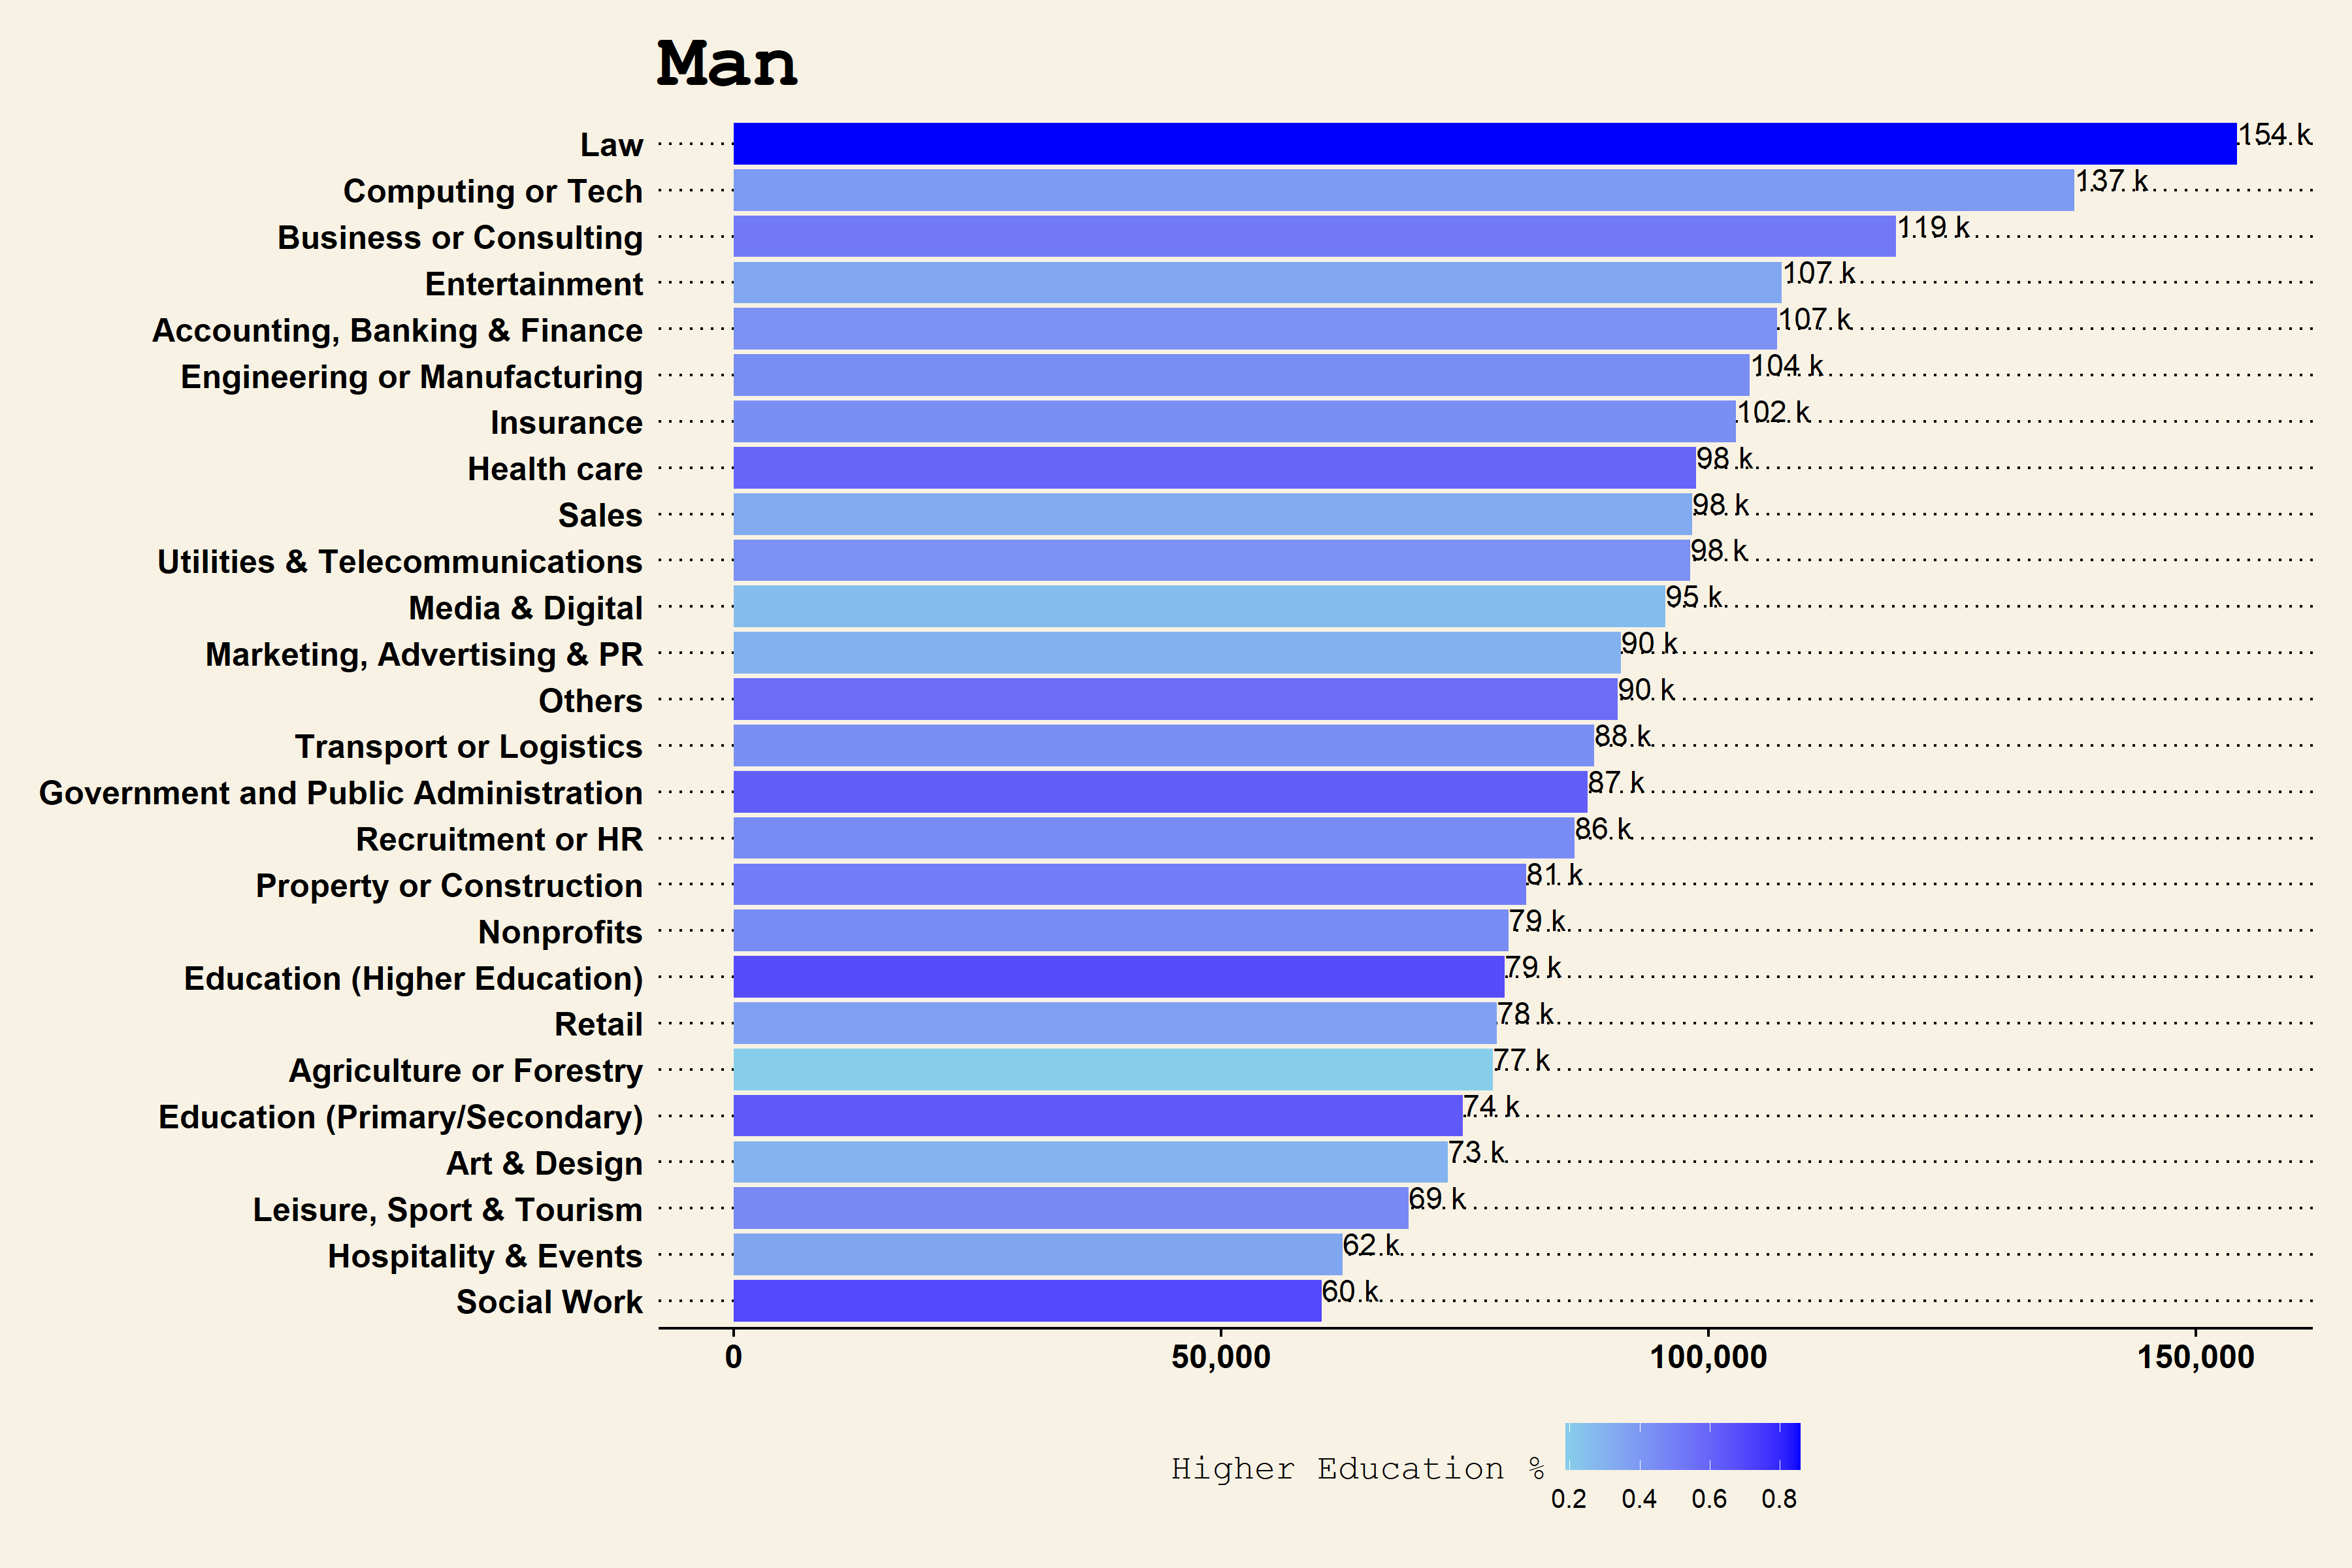 Man
Law 154 k
Computing or Tech 137 k
Business or Consulting 119 k
Entertainment 107 k
Accounting, Banking & Finance 107 k
Engineering or Manufacturing 104 k
Insurance 102 k
Health care 98 k
Sales 98 k
Utilities & Telecommunications 98 k
Media & Digital 95 k
Marketing, Advertising & PR 90 k
Others 90 k
Transport or Logistics 88 k
Government and Public Administration 87 k
Recruitment or HR 86 k
Property or Construction 81 k
Nonprofits 79 k
Education (Higher Education) 79 k
Retail 78 k
Agriculture or Forestry 77 k
Education (Primary/Secondary) 74 k
Art & Design 73 k
Leisure, Sport & Tourism 69 k
Hospitality & Events 62 k
Social Work 60 k
0 50,000 100,000 150,000
Higher Education %
0.2 0.4 0.6 0.8